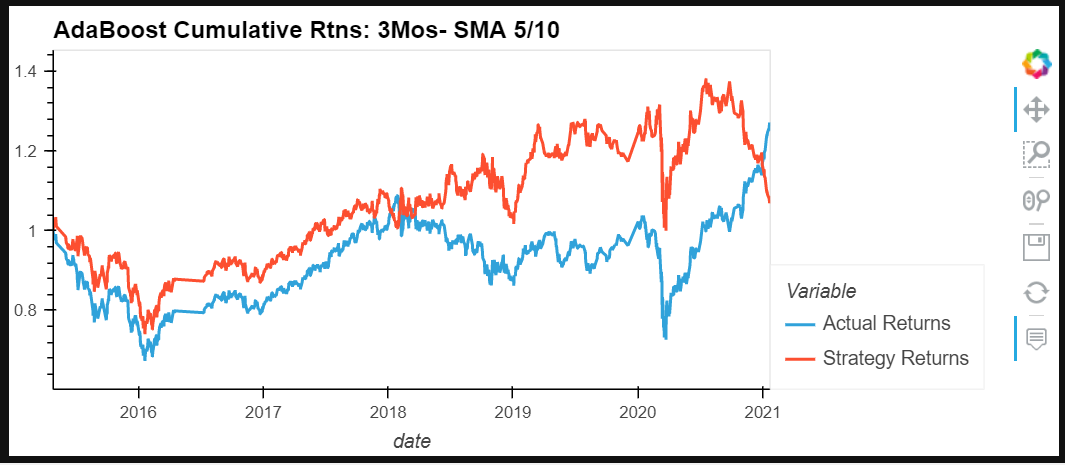 AdaBoost Cumulative Rtns: 3Mos- SMA 5/10
1.4
1.2
1
0.8
2016 2017 2018 2019 2020 2021
date
Variable
Actual Returns
Strategy Returns